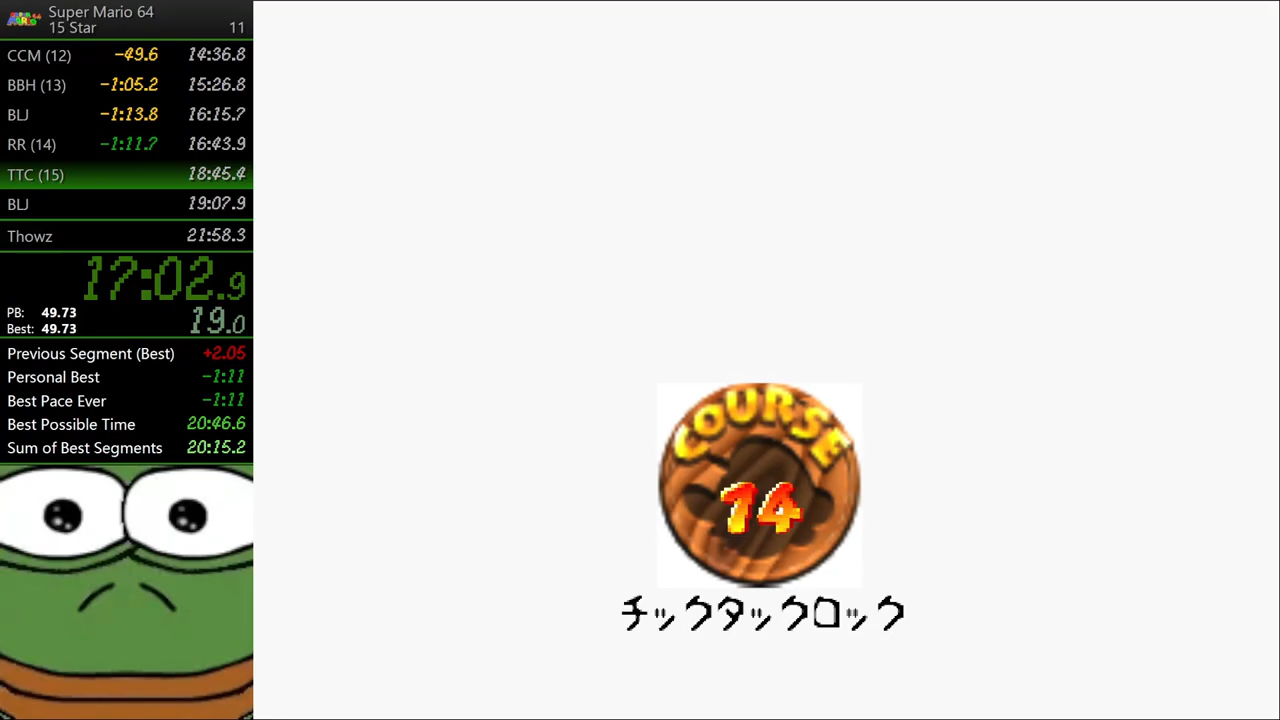 Super Mario 64
15 Star 11
CCM (12) -49.6 14:36.8
BBH (13) -1:05.2 15:26.8
BLJ -1:13.8 16:15.7
RR (14) -1:11.7 16:43.9
TTC (15) 18:45.4
BLJ 19:07.9
Thowz 21:58.3
17:02.9
PB: 49.73
Best: 49.73 19.0
Previous Segment (Best) +2.05
Personal Best -1:11
Best Pace Ever -1:11
Best Possible Time 20:46.6
Sum of Best Segments 20:15.2
COURSE
14
チックタックロック